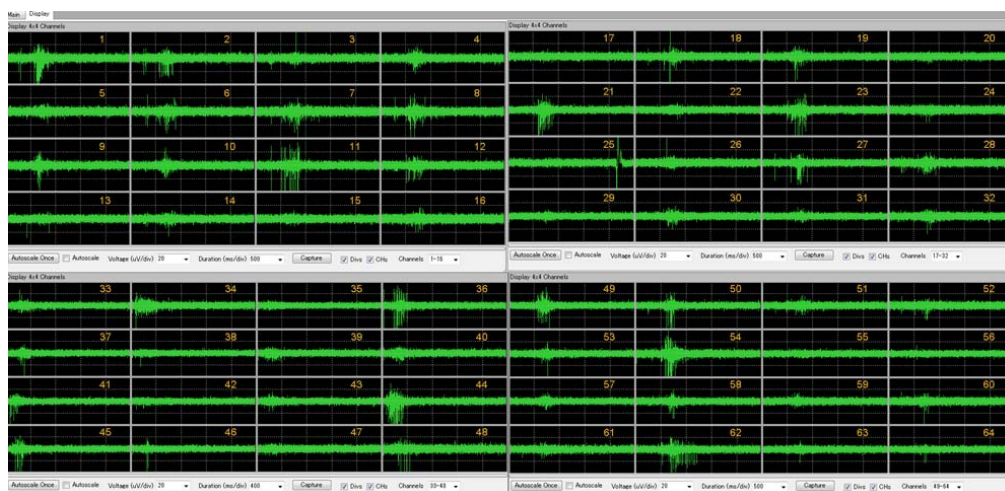 Main Display
Display 4x4 Channels
1 2 3 4
5 6 7 8
9 10 11 12
13 14 15 16
Autoscale Once Autoscale Voltage (uV/div) 20 Duration (ms/div) 500 Capture Divs CHs Channels 1-16
Display 4x4 Channels
17 18 19 20
21 22 23 24
25 26 27 28
29 30 31 32
Autoscale Once Autoscale Voltage (uV/div) 20 Duration (ms/div) 500 Capture Divs CHs Channels 17-32
Display 4x4 Channels
33 34 35 36
37 38 39 40
41 42 43 44
45 46 47 48
Autoscale Once Autoscale Voltage (uV/div) 20 Duration (ms/div) 400 Capture Divs CHs Channels 33-48
Display 4x4 Channels
49 50 51 52
53 54 55 56
57 58 59 60
61 62 63 64
Autoscale Once Autoscale Voltage (uV/div) 20 Duration (ms/div) 500 Capture Divs CHs Channels 49-64